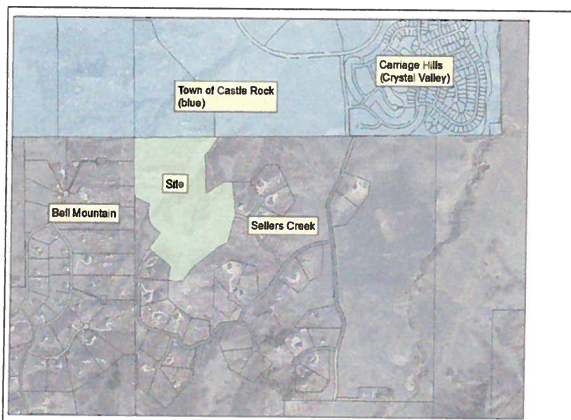 Carriage Hills
(Crystal Valley)
Town of Castle Rock
(blue)
Site
Bell Mountain
Sellers Creek